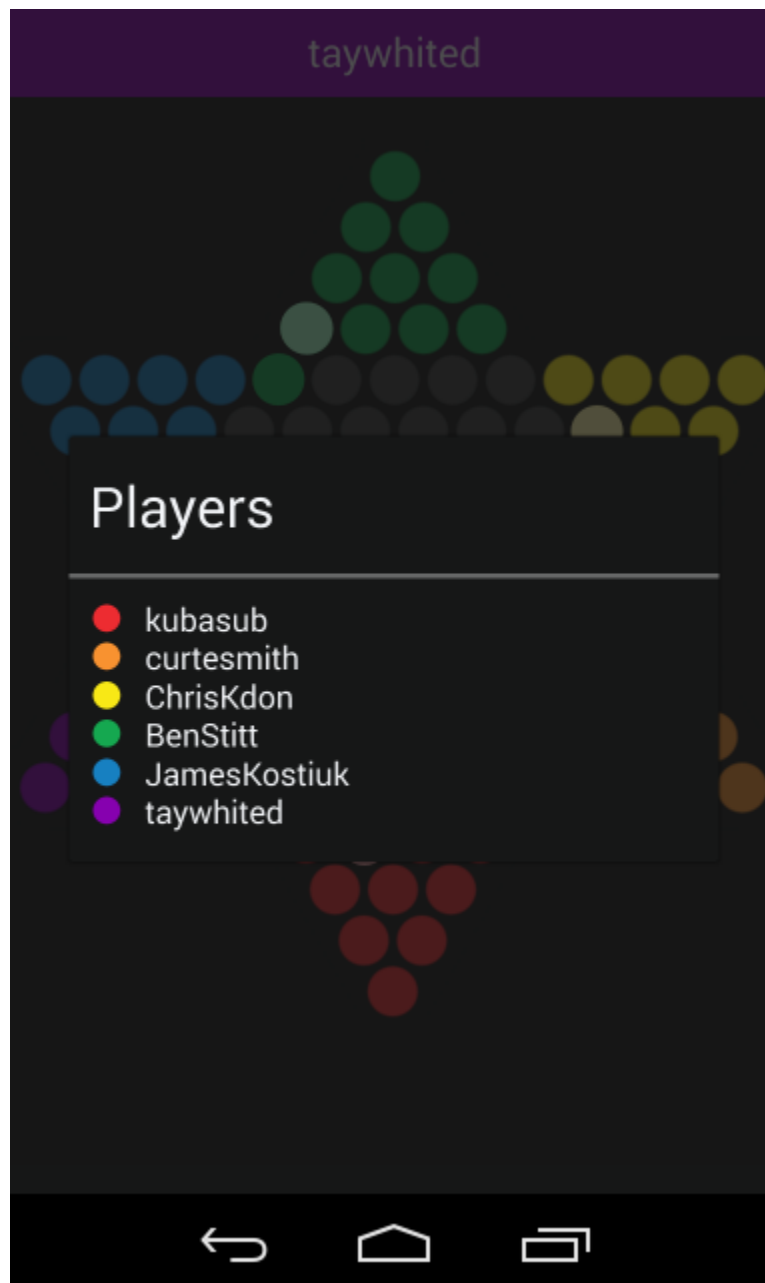 taywhited
Players
kubasub
curtesmith
ChrisKdon
BenStitt
JamesKostiuk
taywhited